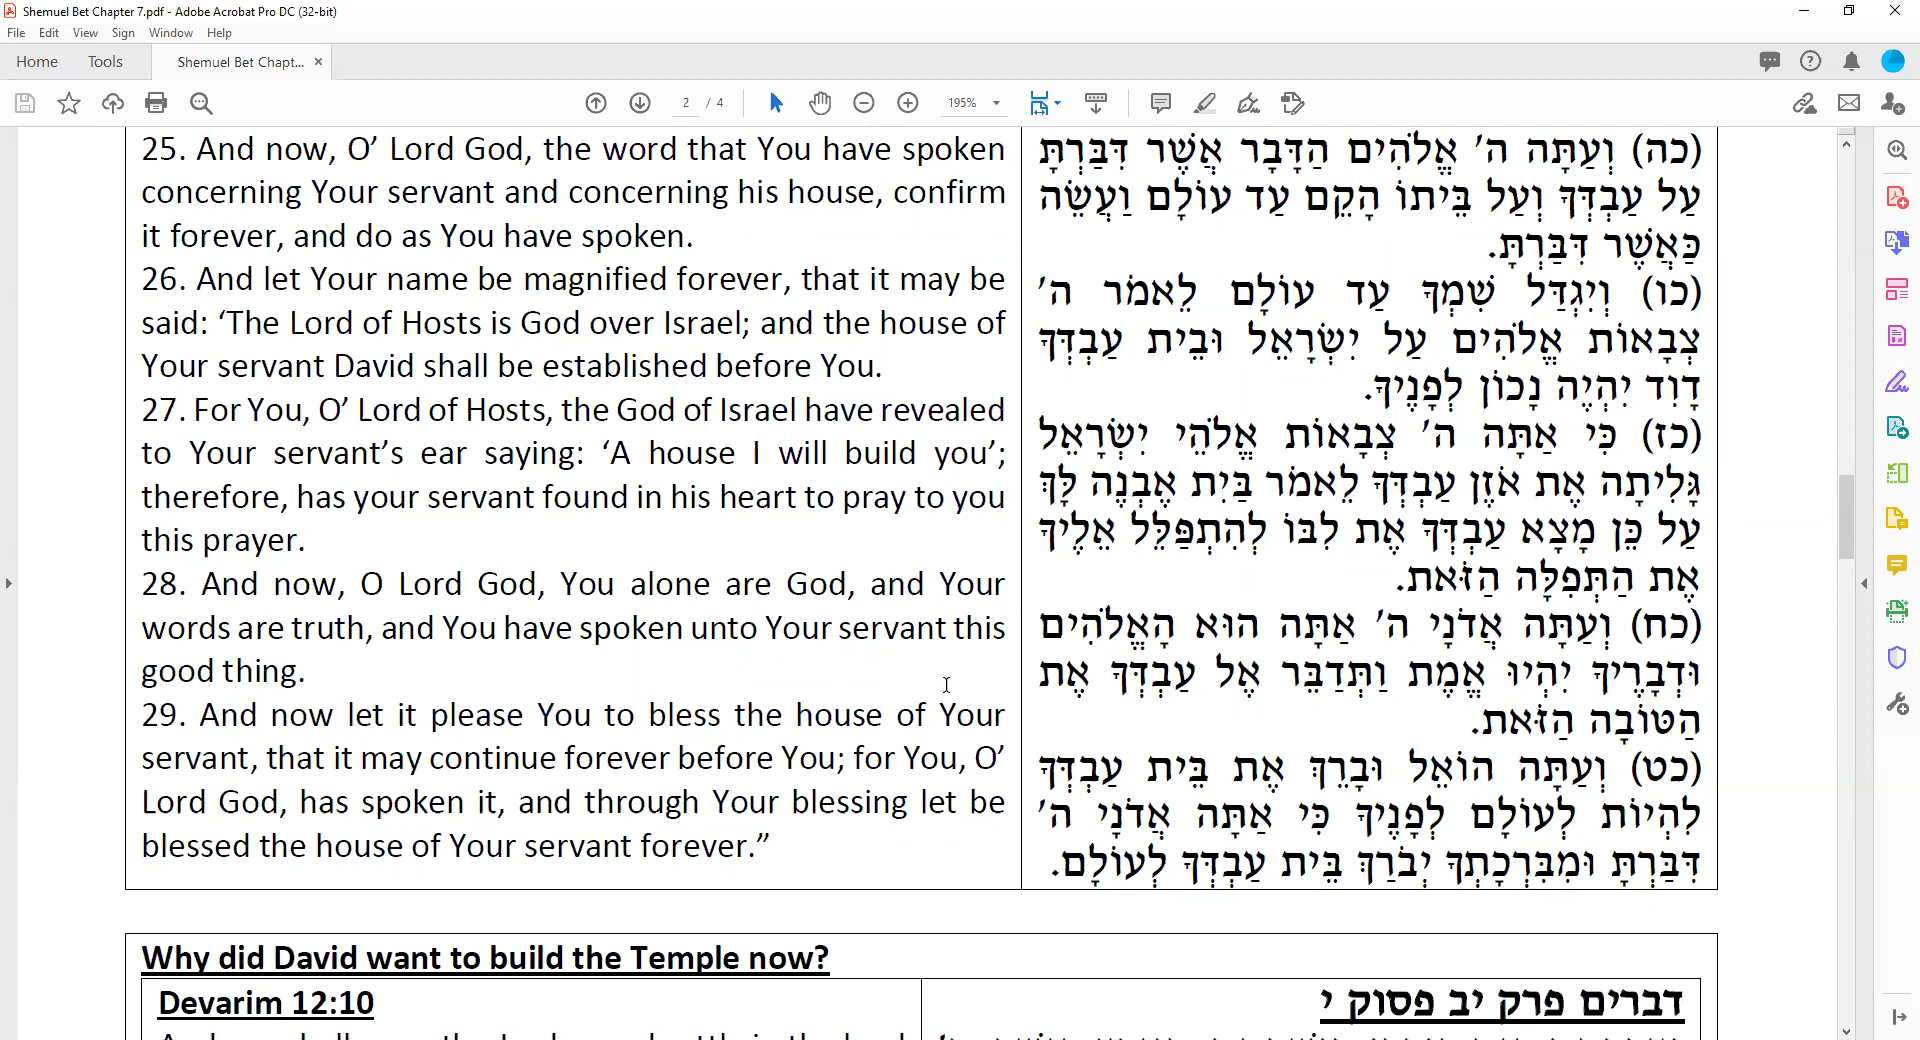 Shemuel Bet Chapter 7.pdf - Adobe Acrobat Pro DC (32-bit)
File Edit View Sign Window Help
Home Tools Shemuel Bet Chapt... ×
2 / 4 195%
25. And now, O’ Lord God, the word that You have spoken
concerning Your servant and concerning his house, confirm
it forever, and do as You have spoken.
26. And let Your name be magnified forever, that it may be
said: ‘The Lord of Hosts is God over Israel; and the house of
Your servant David shall be established before You.
27. For You, O’ Lord of Hosts, the God of Israel have revealed
to Your servant’s ear saying: ‘A house I will build you’;
therefore, has your servant found in his heart to pray to you
this prayer.
28. And now, O Lord God, You alone are God, and Your
words are truth, and You have spoken unto Your servant this
good thing.
29. And now let it please You to bless the house of Your
servant, that it may continue forever before You; for You, O’
Lord God, has spoken it, and through Your blessing let be
blessed the house of Your servant forever.”
(כה) וְעַתָּה ה' אֱלֹהִים הַדָּבָר אֲשֶׁר דִּבַּרְתָּ
עַל עַבְדְּךָ וְעַל בֵּיתוֹ הָקֵם עַד עוֹלָם וַעֲשֵׂה
כַּאֲשֶׁר דִּבַּרְתָּ.
(כו) וְיִגְדַּל שִׁמְךָ עַד עוֹלָם לֵאמֹר ה'
צְבָאוֹת אֱלֹהִים עַל יִשְׂרָאֵל וּבֵית עַבְדְּךָ
דָוִד יִהְיֶה נָכוֹן לְפָנֶיךָ.
(כז) כִּי אַתָּה ה' צְבָאוֹת אֱלֹהֵי יִשְׂרָאֵל
גָּלִיתָה אֶת אֹזֶן עַבְדְּךָ לֵאמֹר בַּיִת אֶבְנֶה לָּךְ
עַל כֵּן מָצָא עַבְדְּךָ אֶת לִבּוֹ לְהִתְפַּלֵּל אֵלֶיךָ
אֶת הַתְּפִלָּה הַזֹּאת.
(כח) וְעַתָּה אֲדֹנָי ה' אַתָּה הוּא הָאֱלֹהִים
וּדְבָרֶיךָ יִהְיוּ אֱמֶת וַתְּדַבֵּר אֶל עַבְדְּךָ אֶת
הַטּוֹבָה הַזֹּאת.
(כט) וְעַתָּה הוֹאֵל וּבָרֵךְ אֶת בֵּית עַבְדְּךָ
לִהְיוֹת לְעוֹלָם לְפָנֶיךָ כִּי אַתָּה אֲדֹנָי ה'
דִּבַּרְתָּ וּמִבִּרְכָתְךָ יְבֹרַךְ בֵּית עַבְדְּךָ לְעוֹלָם.
Why did David want to build the Temple now?
Devarim 12:10
דברים פרק יב פסוק י